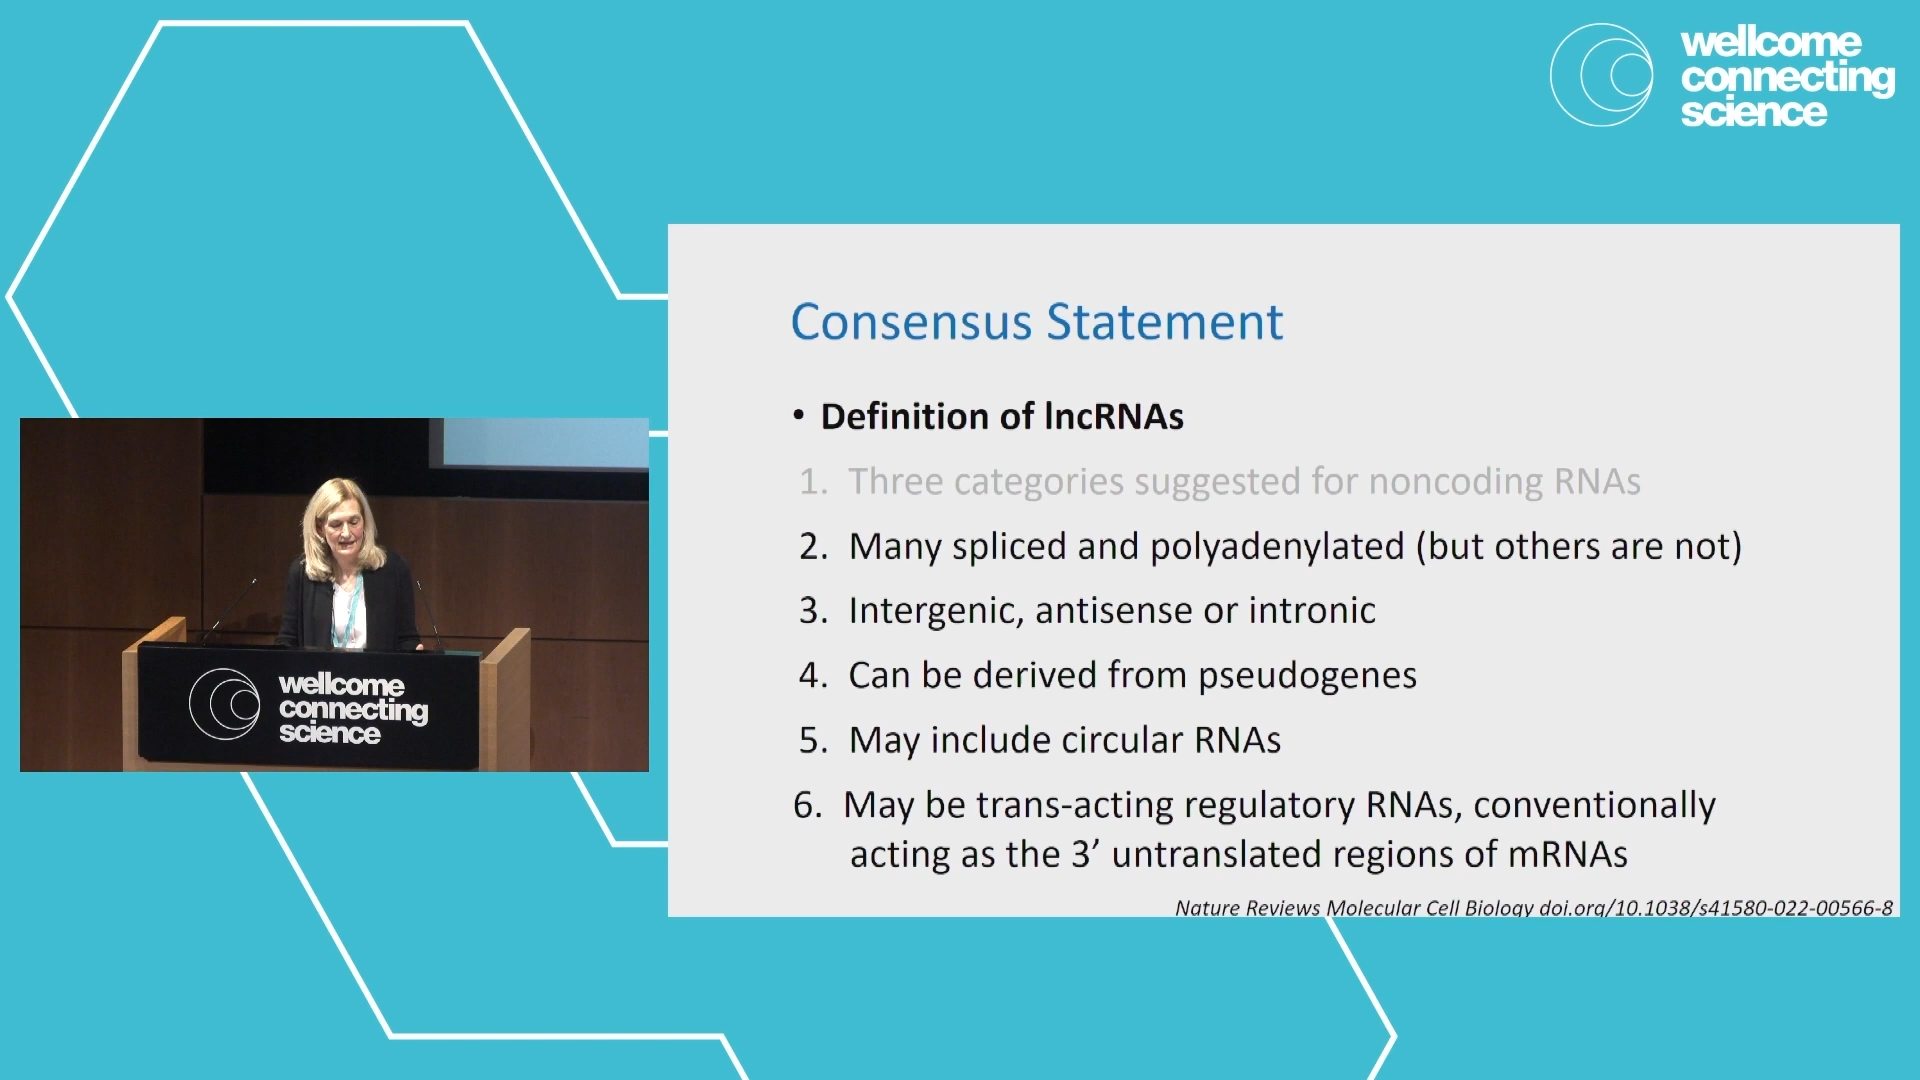 wellcome
connecting
science
Consensus Statement
• Definition of lncRNAs
1. Three categories suggested for noncoding RNAs
2. Many spliced and polyadenylated (but others are not)
3. Intergenic, antisense or intronic
4. Can be derived from pseudogenes
5. May include circular RNAs
6. May be trans-acting regulatory RNAs, conventionally
acting as the 3’ untranslated regions of mRNAs
Nature Reviews Molecular Cell Biology doi.org/10.1038/s41580-022-00566-8
wellcome
connecting
science